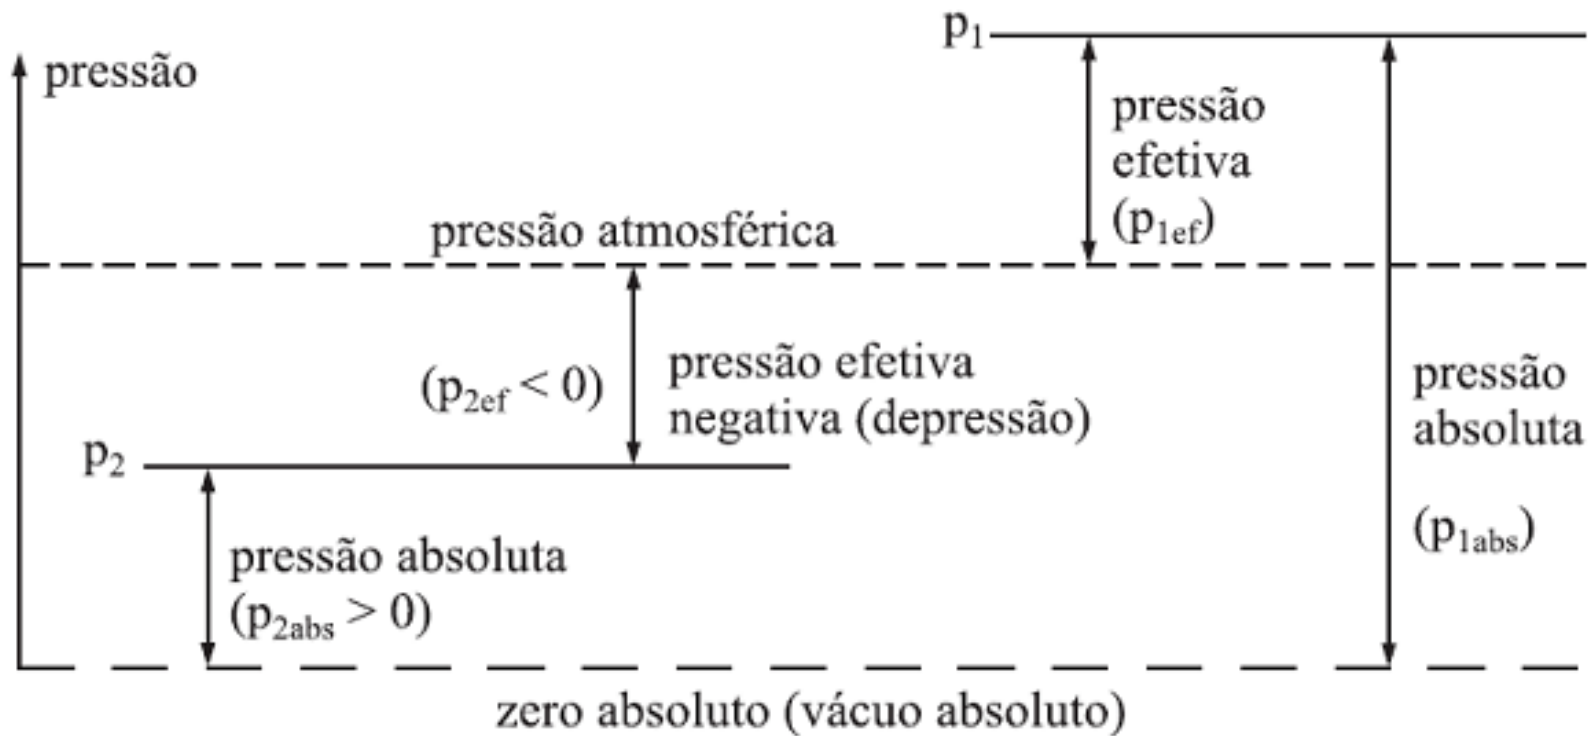 p₁
pressão
pressão
efetiva
(p₁ef)
pressão atmosférica
(p₂ef < 0)
pressão efetiva
negativa (depressão)
pressão
absoluta
(p₁abs)
p₂
pressão absoluta
(p₂abs > 0)
zero absoluto (vácuo absoluto)